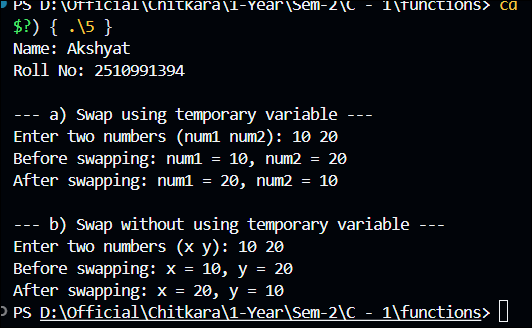 PS D:\Official\Chitkara\1-Year\Sem-2\C - 1\functions> cd
$?) { .\5 }
Name: Akshyat
Roll No: 2510991394
--- a) Swap using temporary variable ---
Enter two numbers (num1 num2): 10 20
Before swapping: num1 = 10, num2 = 20
After swapping: num1 = 20, num2 = 10
--- b) Swap without using temporary variable ---
Enter two numbers (x y): 10 20
Before swapping: x = 10, y = 20
After swapping: x = 20, y = 10
PS D:\Official\Chitkara\1-Year\Sem-2\C - 1\functions>